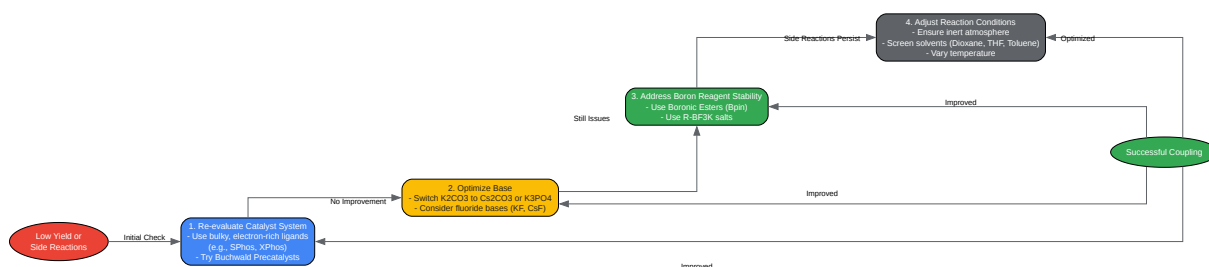 4. Adjust Reaction Conditions
- Ensure inert atmosphere
- Screen solvents (Dioxane, THF, Toluene)
- Vary temperature
Side Reactions Persist
Optimized
3. Address Boron Reagent Stability
- Use Boronic Esters (Bpin)
- Use R-BF3K salts
Improved
Still Issues
Successful Coupling
2. Optimize Base
- Switch K2CO3 to Cs2CO3 or K3PO4
- Consider fluoride bases (KF, CsF)
No Improvement
Improved
Low Yield or
Side Reactions
Initial Check
1. Re-evaluate Catalyst System
- Use bulky, electron-rich ligands
(e.g., SPhos, XPhos)
- Try Buchwald Precatalysts
Improved